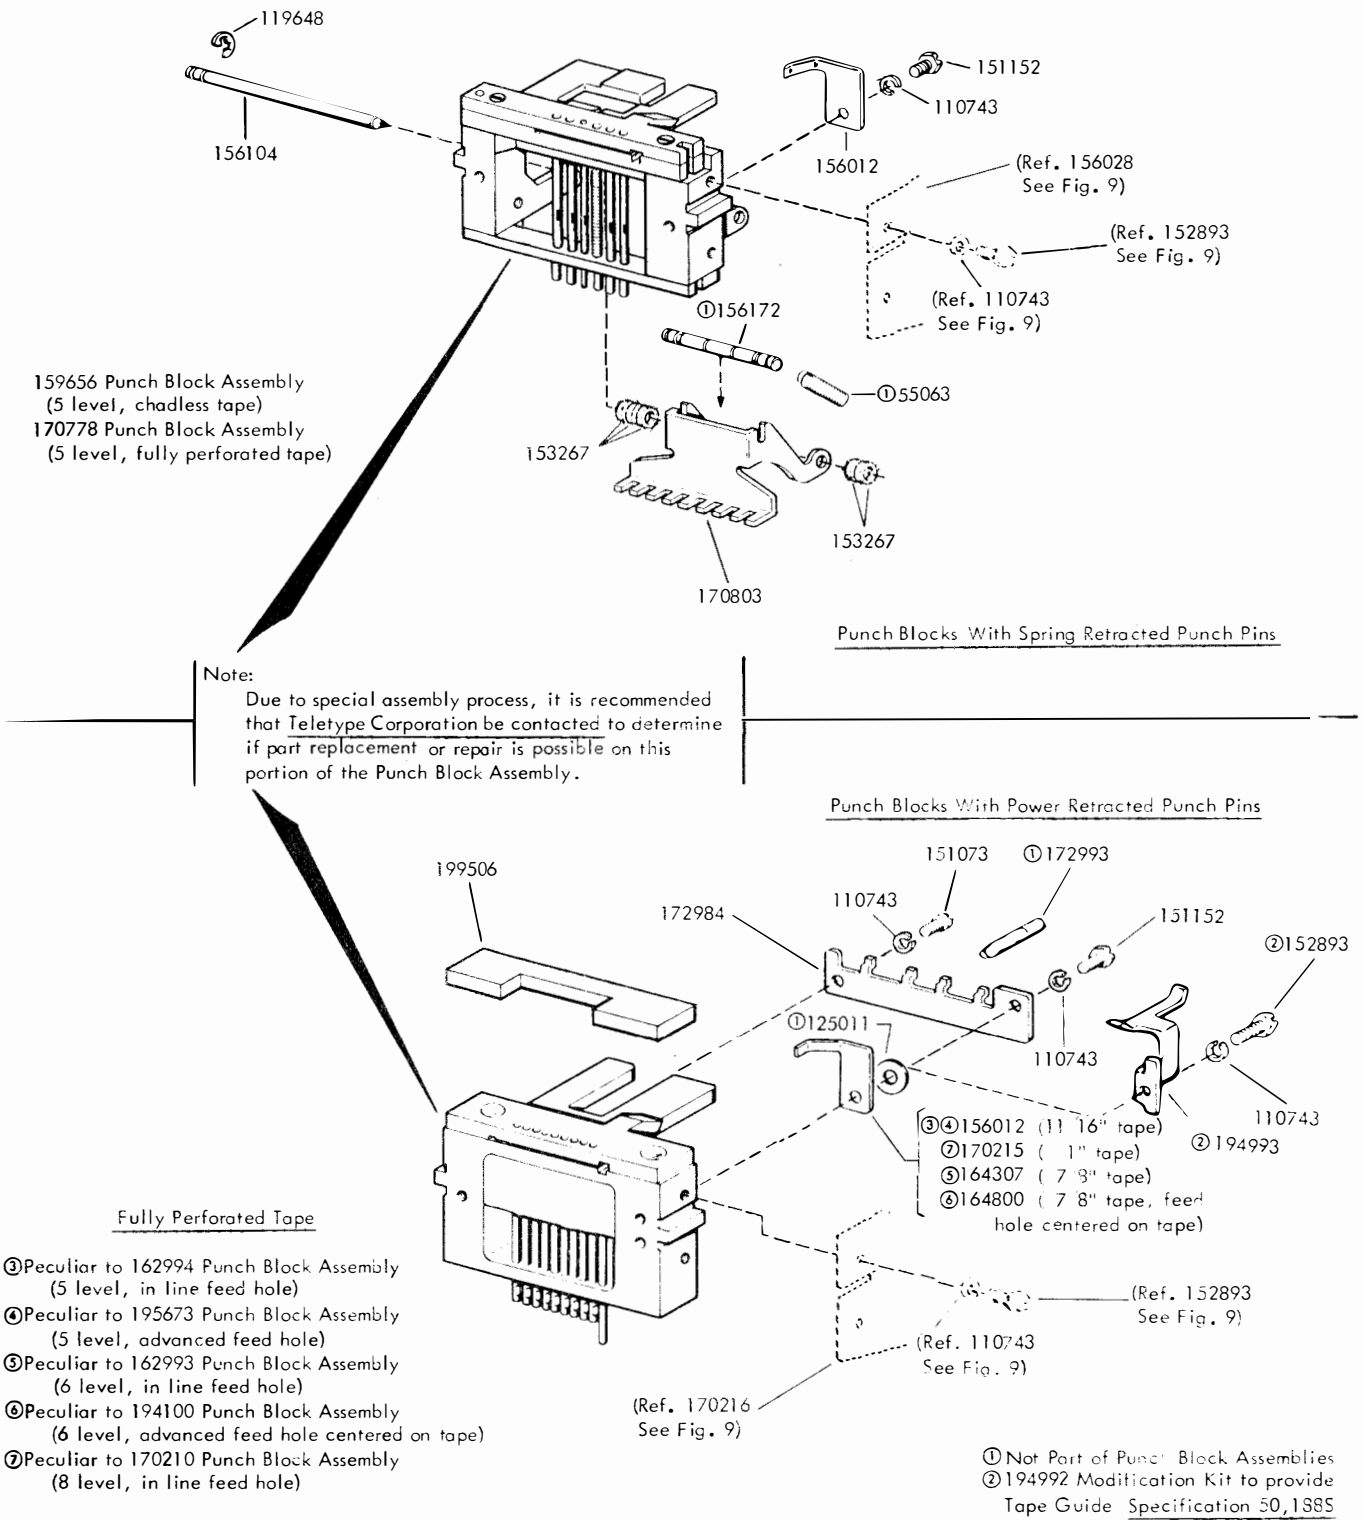 119648
151152
110743
156104
156012
(Ref. 156028
See Fig. 9)
(Ref. 152893
See Fig. 9)
(Ref. 110743
See Fig. 9)
①156172
①55063
159656 Punch Block Assembly
(5 level, chadless tape)
170778 Punch Block Assembly
(5 level, fully perforated tape)
153267
153267
170803
Punch Blocks With Spring Retracted Punch Pins
Note:
Due to special assembly process, it is recommended
that Teletype Corporation be contacted to determine
if part replacement or repair is possible on this
portion of the Punch Block Assembly.
Punch Blocks With Power Retracted Punch Pins
151073
①172993
199506
110743
172984
151152
②152893
①125011
110743
110743
②194993
③④156012 (11 16" tape)
⑦170215 ( 1" tape)
⑤164307 ( 7 8" tape)
⑥164800 ( 7 8" tape, feed
hole centered on tape)
Fully Perforated Tape
③Peculiar to 162994 Punch Block Assembly
(5 level, in line feed hole)
④Peculiar to 195673 Punch Block Assembly
(5 level, advanced feed hole)
⑤Peculiar to 162993 Punch Block Assembly
(6 level, in line feed hole)
⑥Peculiar to 194100 Punch Block Assembly
(6 level, advanced feed hole centered on tape)
⑦Peculiar to 170210 Punch Block Assembly
(8 level, in line feed hole)
(Ref. 152893
See Fig. 9)
(Ref. 110743
See Fig. 9)
(Ref. 170216
See Fig. 9)
①Not Part of Punch Block Assemblies
②194992 Modification Kit to provide
Tape Guide Specification 50,188S